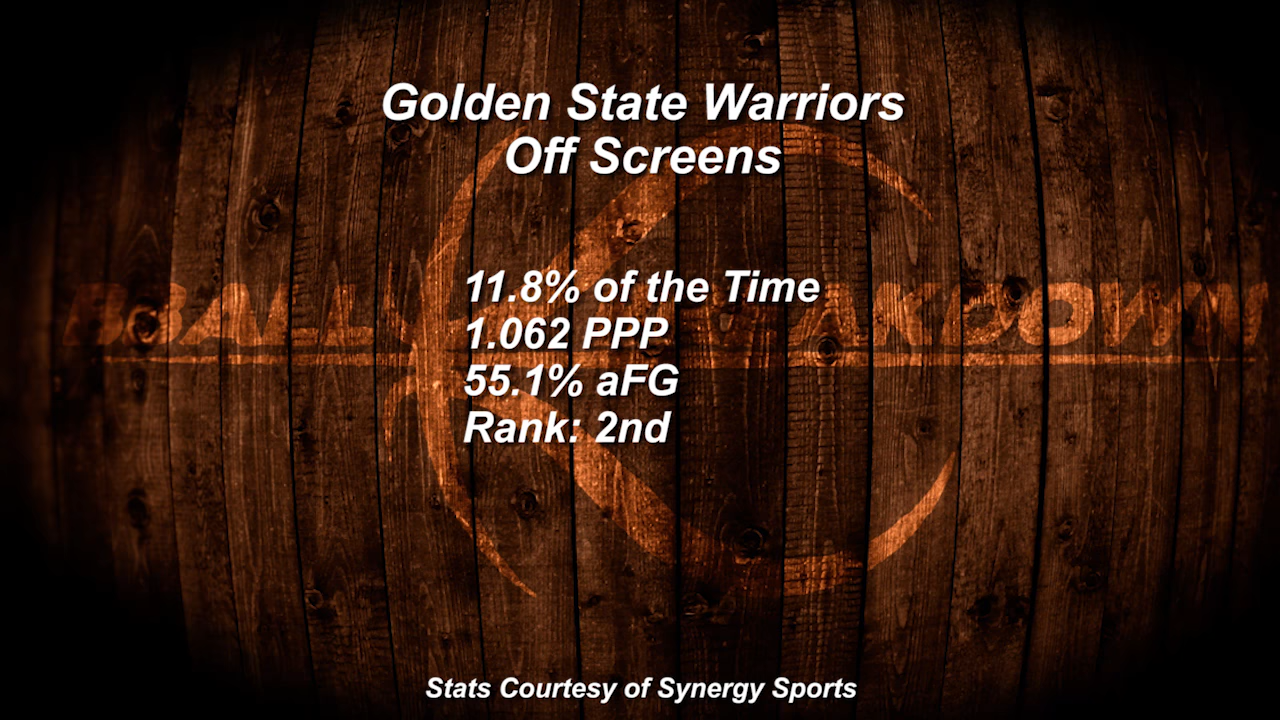 Golden State Warriors
Off Screens
11.8% of the Time
1.062 PPP
55.1% aFG
Rank: 2nd
Stats Courtesy of Synergy Sports